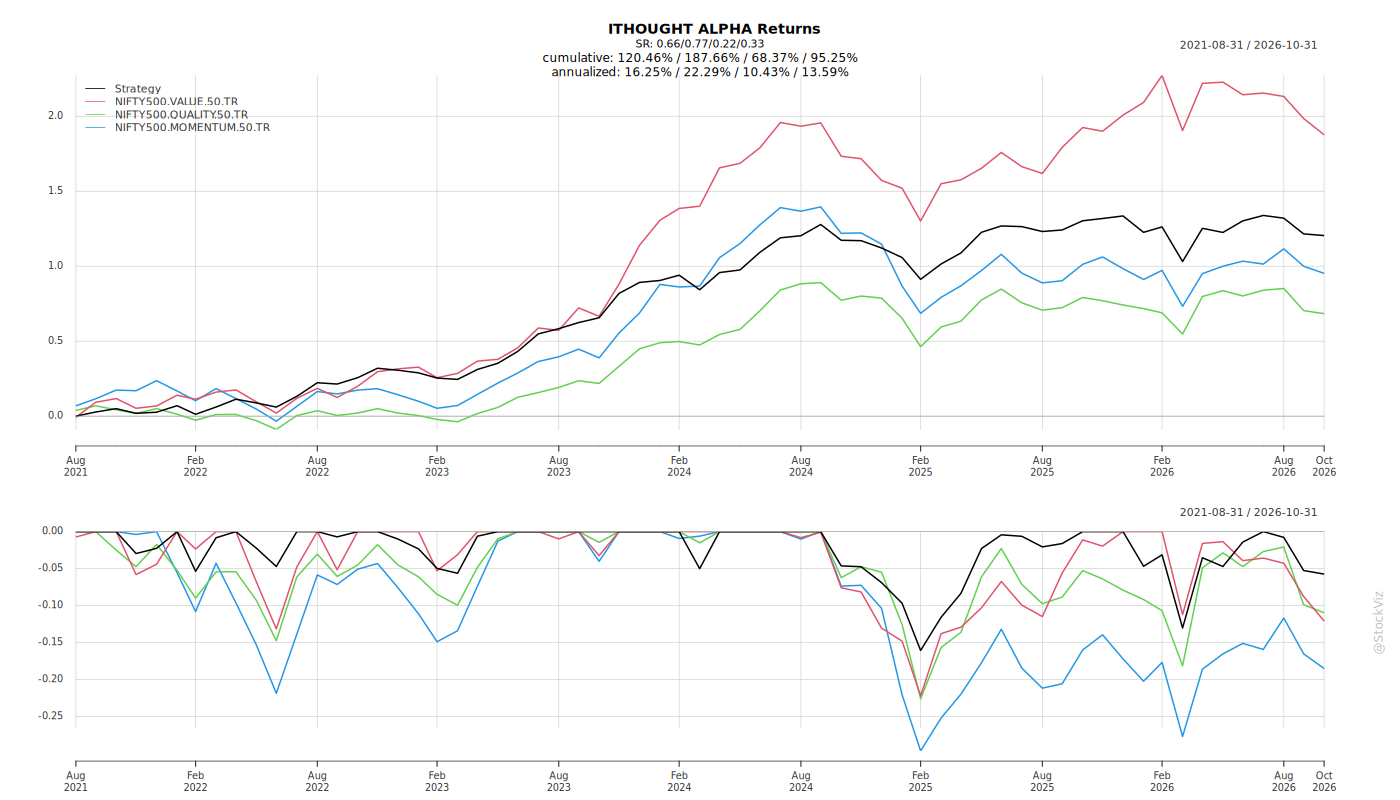 ITHOUGHT ALPHA Returns
SR: 0.66/0.77/0.22/0.33
cumulative: 120.46% / 187.66% / 68.37% / 95.25%
annualized: 16.25% / 22.29% / 10.43% / 13.59%
2021-08-31 / 2026-10-31
Strategy
NIFTY500.VALUE.50.TR
NIFTY500.QUALITY.50.TR
NIFTY500.MOMENTUM.50.TR
2.0
1.5
1.0
0.5
0.0
Aug Feb Aug Feb Aug Feb Aug Feb Aug Feb Aug Oct
2021 2022 2022 2023 2023 2024 2024 2025 2025 2026 2026 2026
2021-08-31 / 2026-10-31
0.00
-0.05
-0.10
-0.15
-0.20
-0.25
Aug Feb Aug Feb Aug Feb Aug Feb Aug Feb Aug Oct
2021 2022 2022 2023 2023 2024 2024 2025 2025 2026 2026 2026
@StockViz